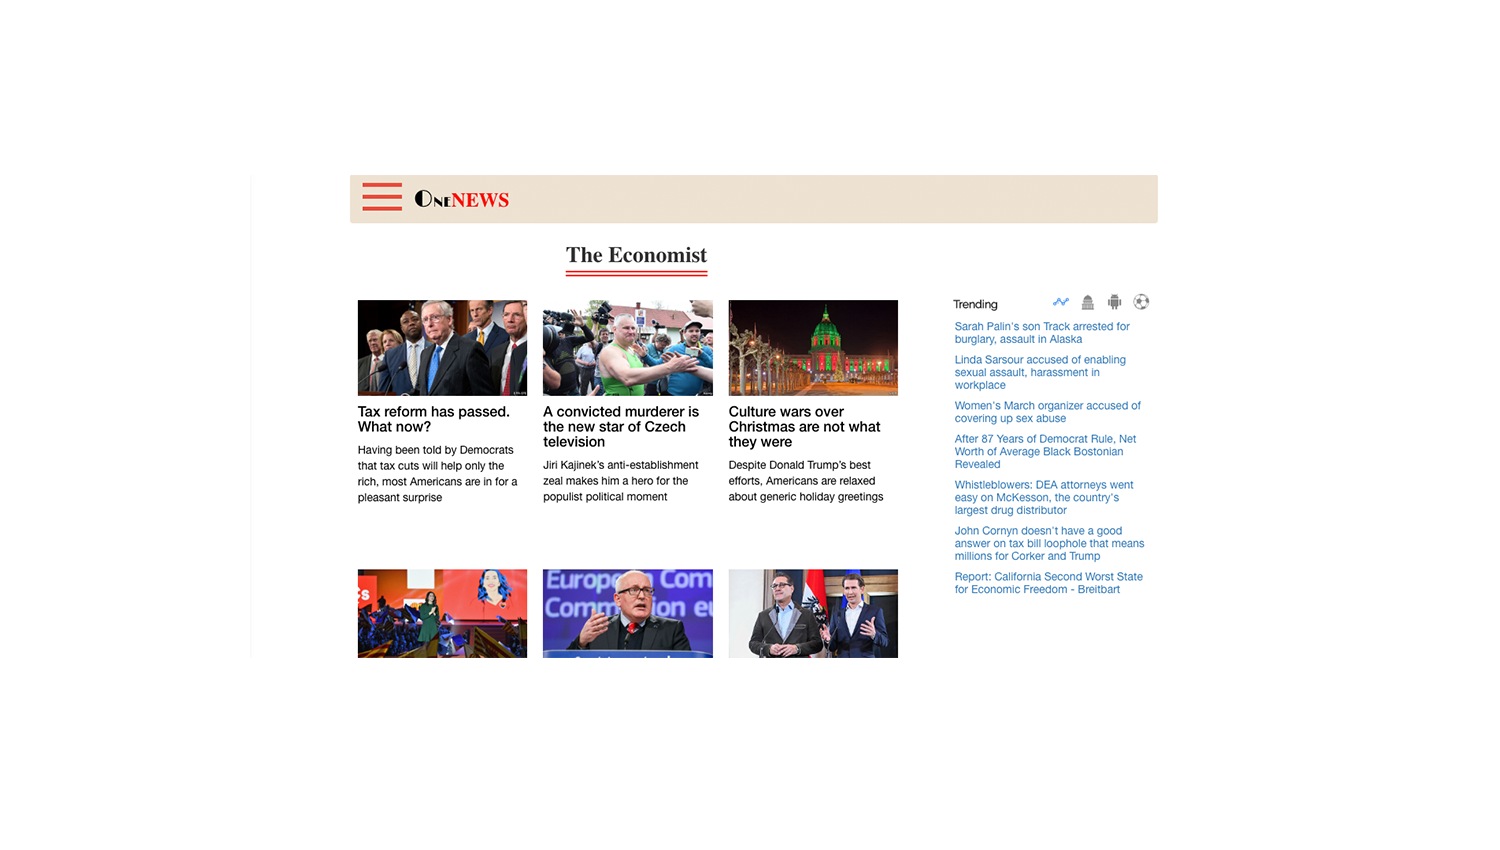 OneNEWS
The Economist
Tax reform has passed.
What now?
Having been told by Democrats
that tax cuts will help only the
rich, most Americans are in for a
pleasant surprise
A convicted murderer is
the new star of Czech
television
Jiri Kajinek's anti-establishment
zeal makes him a hero for the
populist political moment
Culture wars over
Christmas are not what
they were
Despite Donald Trump's best
efforts, Americans are relaxed
about generic holiday greetings
Cs
European Com
Commission eu
Trending
Sarah Palin's son Track arrested for
burglary, assault in Alaska
Linda Sarsour accused of enabling
sexual assault, harassment in
workplace
Women's March organizer accused of
covering up sex abuse
After 87 Years of Democrat Rule, Net
Worth of Average Black Bostonian
Revealed
Whistleblowers: DEA attorneys went
easy on McKesson, the country's
largest drug distributor
John Cornyn doesn't have a good
answer on tax bill loophole that means
millions for Corker and Trump
Report: California Second Worst State
for Economic Freedom - Breitbart